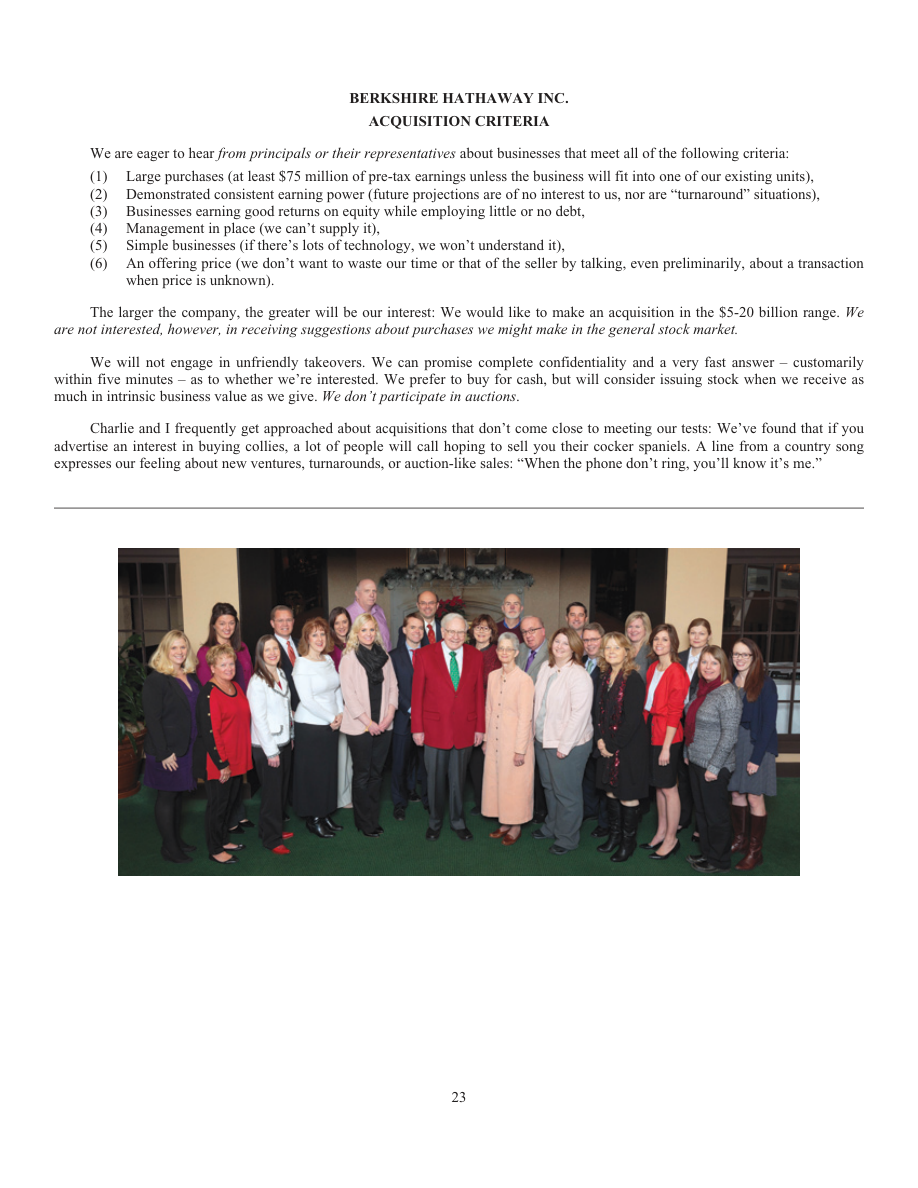 BERKSHIRE HATHAWAY INC.
ACQUISITION CRITERIA
We are eager to hear from principals or their representatives about businesses that meet all of the following criteria:
(1) Large purchases (at least $75 million of pre-tax earnings unless the business will fit into one of our existing units),
(2) Demonstrated consistent earning power (future projections are of no interest to us, nor are “turnaround” situations),
(3) Businesses earning good returns on equity while employing little or no debt,
(4) Management in place (we can’t supply it),
(5) Simple businesses (if there’s lots of technology, we won’t understand it),
(6) An offering price (we don’t want to waste our time or that of the seller by talking, even preliminarily, about a transaction
when price is unknown).
The larger the company, the greater will be our interest: We would like to make an acquisition in the $5-20 billion range. We
are not interested, however, in receiving suggestions about purchases we might make in the general stock market.
We will not engage in unfriendly takeovers. We can promise complete confidentiality and a very fast answer – customarily
within five minutes – as to whether we’re interested. We prefer to buy for cash, but will consider issuing stock when we receive as
much in intrinsic business value as we give. We don’t participate in auctions.
Charlie and I frequently get approached about acquisitions that don’t come close to meeting our tests: We’ve found that if you
advertise an interest in buying collies, a lot of people will call hoping to sell you their cocker spaniels. A line from a country song
expresses our feeling about new ventures, turnarounds, or auction-like sales: “When the phone don’t ring, you’ll know it’s me.”
23